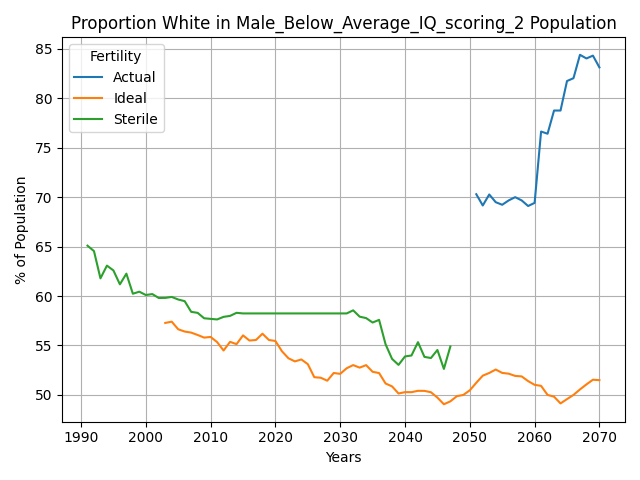 Proportion White in Male_Below_Average_IQ_scoring_2 Population
Fertility
Actual
Ideal
Sterile
% of Population
85
80
75
70
65
60
55
50
1990 2000 2010 2020 2030 2040 2050 2060 2070
Years